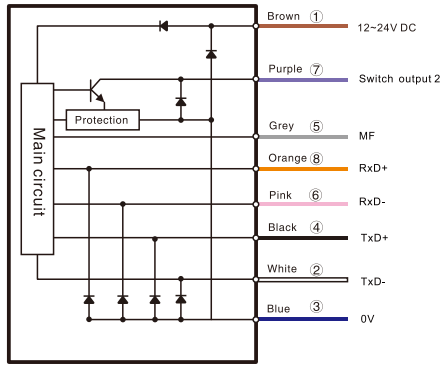 Brown ① 12~24V DC
Purple ⑦ Switch output 2
Protection
Grey ⑤ MF
Main circuit
Orange ⑧ RxD+
Pink ⑥ RxD-
Black ④ TxD+
White ② TxD-
Blue ③ 0V